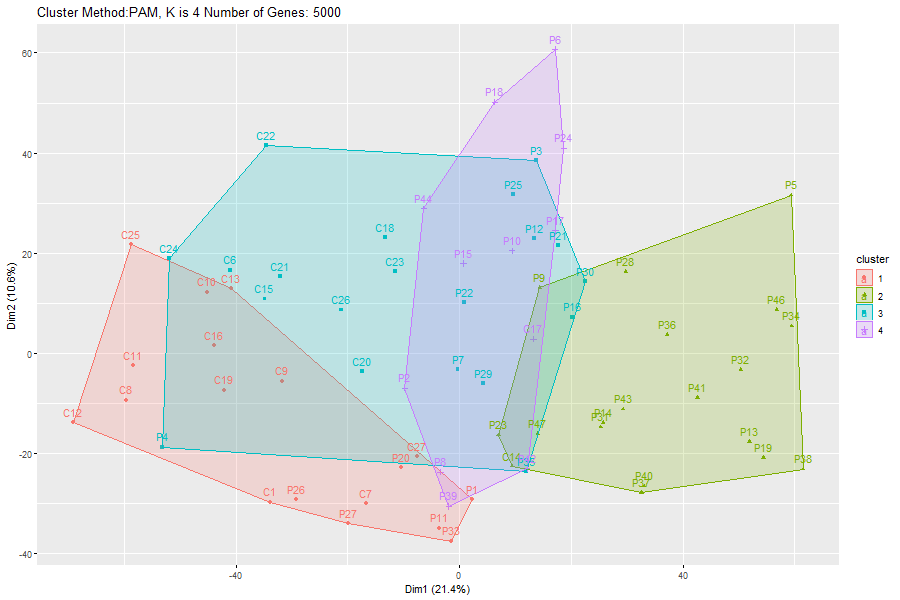 Cluster Method:PAM, K is 4 Number of Genes: 5000
P6
60
P18
C22
P24
40
P3
P25
P5
P44
P17
C25
C18
P12
P21
C24
P10
20
C6
P15
C21
C23
P28
C13
P30
C10
C15
P9
P22
C26
P16
P46
P34
C16
P36
C17
0
C11
C20
P7
P32
C9
P29
C19
P2
C8
P41
P43
C12
P14
P31
P23
P47
P4
P13
C27
P19
-20
P20
P8
C14
P35
P38
P40
P37
C1
P26
C7
P39
P1
P27
P11
P33
-40
-40
0
20
40
Dim1 (21.4%)
Dim2 (10.6%)
cluster
1
2
3
4